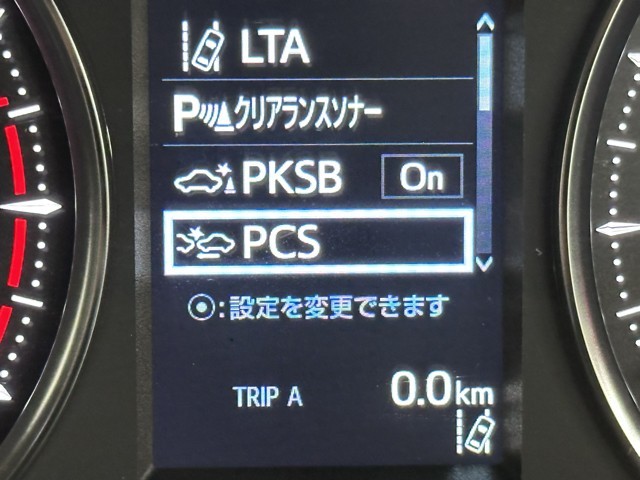 LTA
Pクリアランスソナー
PKSB On
PCS
:設定を変更できます
TRIP A 0.0km